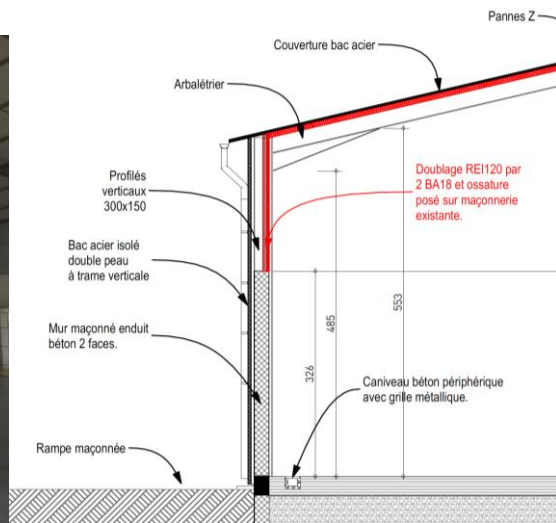 Pannes Z
Couverture bac acier
Arbalétrier
Profilés
verticaux
300x150
Doublage REI120 par
2 BA18 et ossature
posé sur maçonnerie
existante.
Bac acier isolé
double peau
à trame verticale
553
485
326
Mur maçonné enduit
béton 2 faces.
Caniveau béton périphérique
avec grille métallique.
Rampe maçonnée